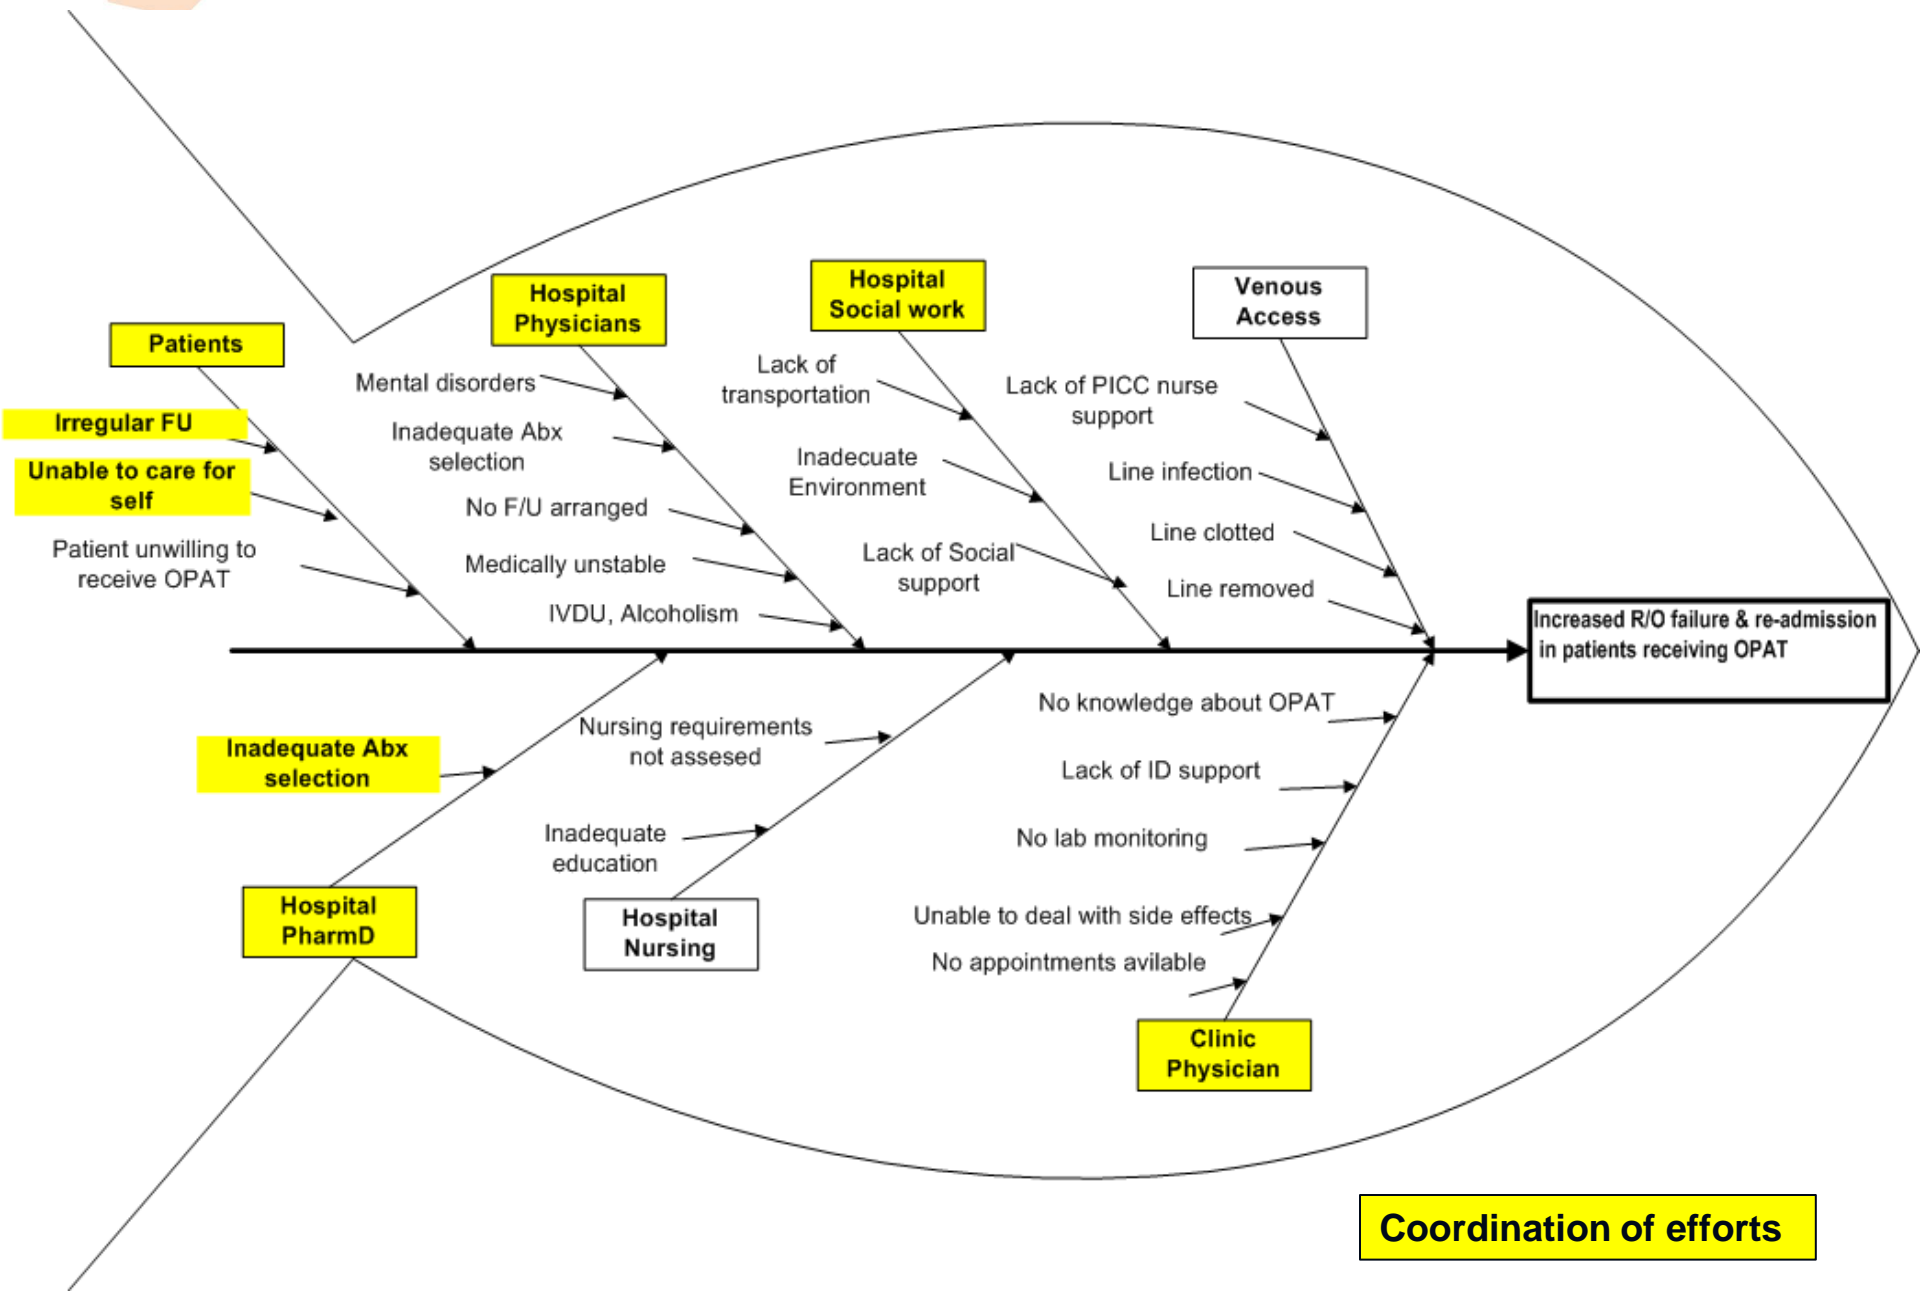 Patients
Irregular FU
Unable to care for
self
Patient unwilling to
receive OPAT
Hospital
Physicians
Mental disorders
Inadequate Abx
selection
No F/U arranged
Medically unstable
IVDU, Alcoholism
Hospital
Social work
Lack of
transportation
Inadecuate
Environment
Lack of Social
support
Venous
Access
Lack of PICC nurse
support
Line infection
Line clotted
Line removed
Increased R/O failure & re-admission
in patients receiving OPAT
Inadequate Abx
selection
Hospital
PharmD
Nursing requirements
not assesed
Inadequate
education
Hospital
Nursing
No knowledge about OPAT
Lack of ID support
No lab monitoring
Unable to deal with side effects
No appointments avilable
Clinic
Physician
Coordination of efforts